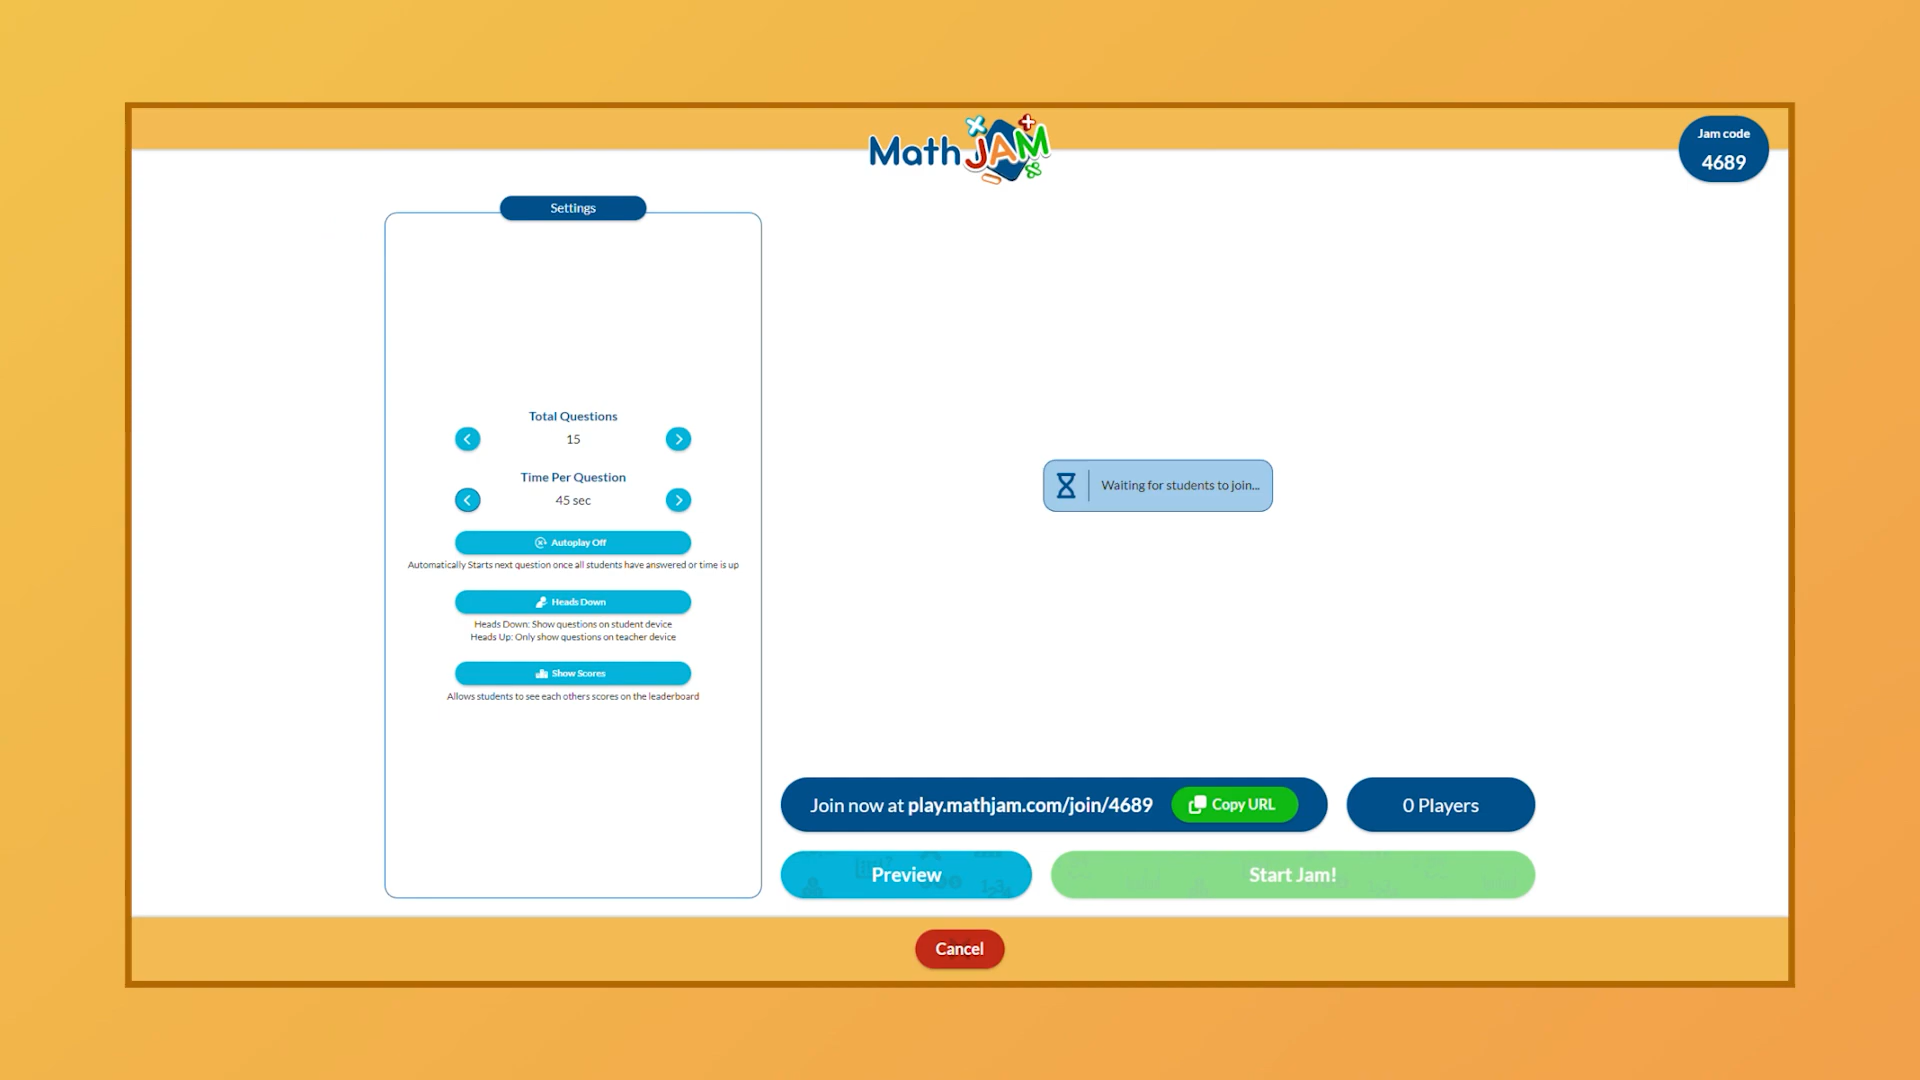 Math JAM
Jam code
4689
Settings
Total Questions
15
Time Per Question
45 sec
Autoplay Off
Automatically Starts next question once all students have answered or time is up
Heads Down
Heads Down: Show questions on student device
Heads Up: Only show questions on teacher device
Show Scores
Allows students to see each others scores on the leaderboard
Waiting for students to join...
Join now at play.mathjam.com/join/4689
Copy URL
0 Players
Preview
Start Jam!
Cancel